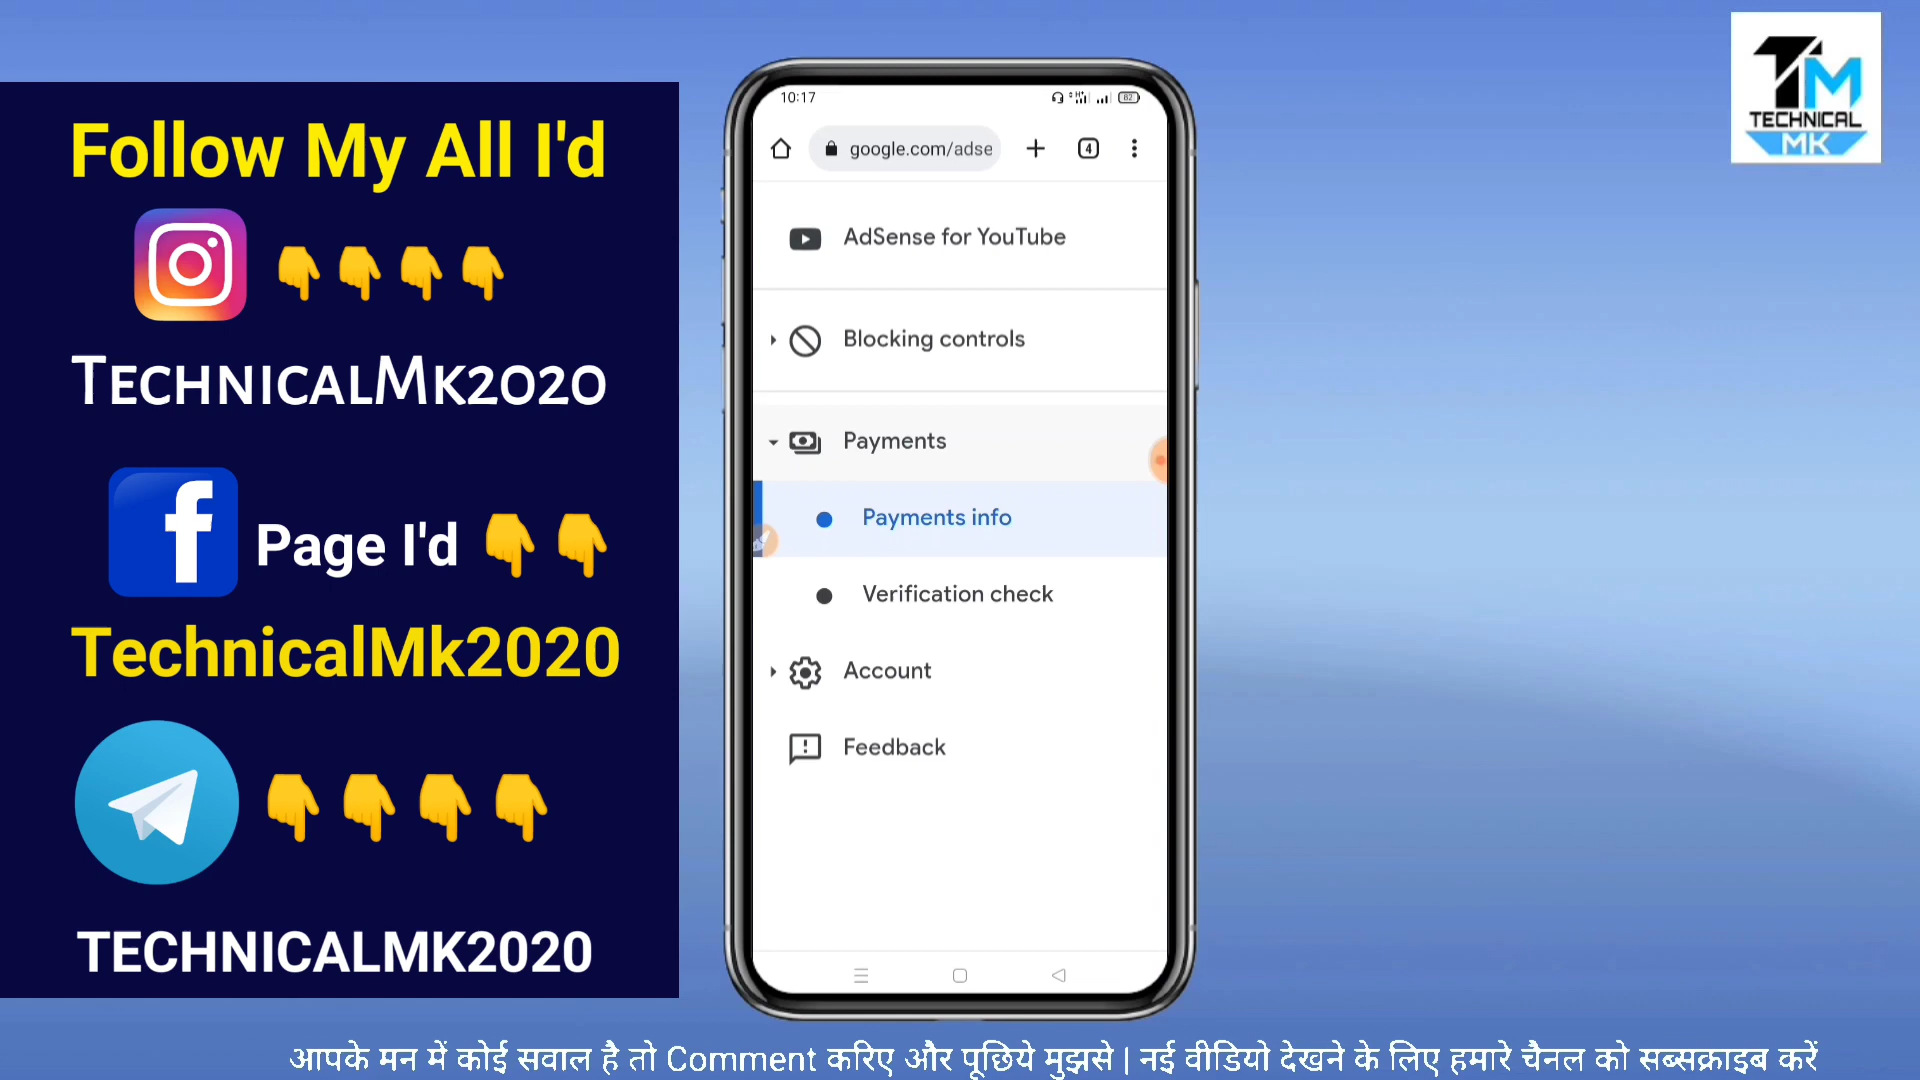 Follow My All I'd
👇👇👇👇
TechnicalMk2020
f Page I'd 👇👇
TechnicalMk2020
👇👇👇👇
TECHNICALMK2020
10:17
82
google.com/adse
4
AdSense for YouTube
Blocking controls
Payments
Payments info
Verification check
Account
Feedback
TM
TECHNICAL
MK
आपके मन में कोई सवाल है तो Comment करिए और पूछिये मुझसे | नई वीडियो देखने के लिए हमारे चैनल को सब्सक्राइब करें